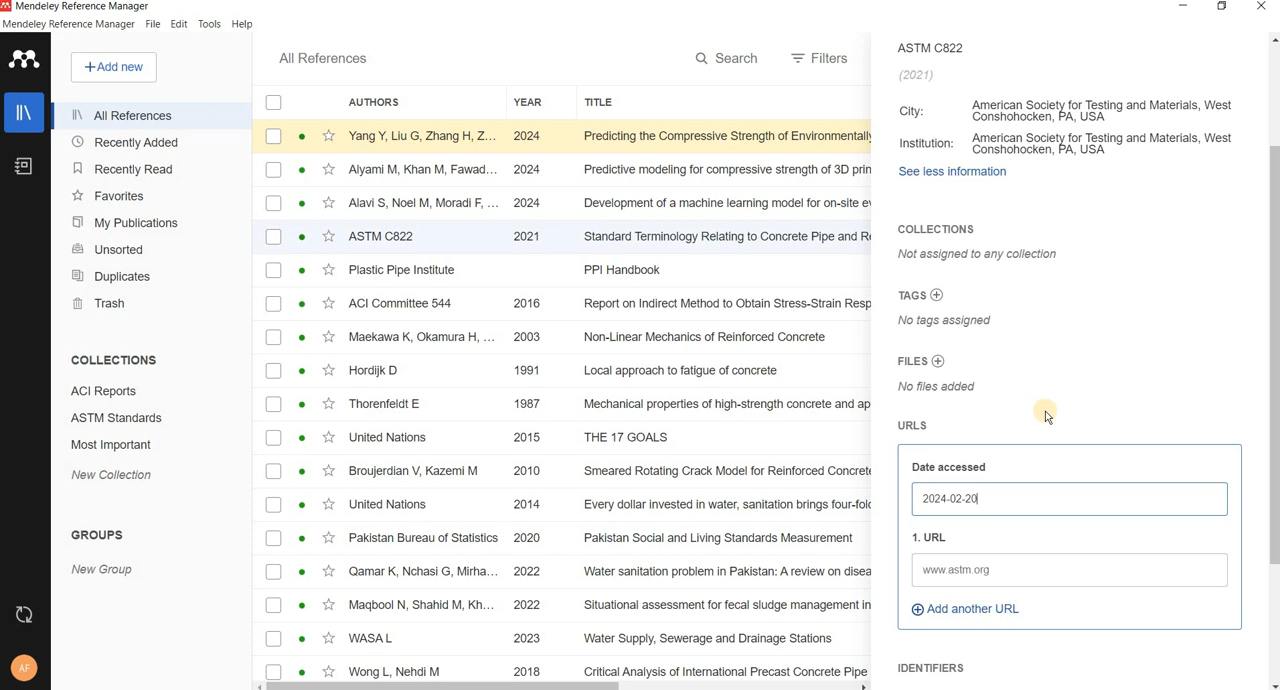 Mendeley Reference Manager
Mendeley Reference Manager File Edit Tools Help
+Add new
All References
Recently Added
Recently Read
Favorites
My Publications
Unsorted
Duplicates
Trash
COLLECTIONS
ACI Reports
ASTM Standards
Most Important
New Collection
GROUPS
New Group
AF
All References Search Filters
AUTHORS YEAR TITLE
Yang Y, Liu G, Zhang H, Z... 2024 Predicting the Compressive Strength of Environmentally
Alyami M, Khan M, Fawad... 2024 Predictive modeling for compressive strength of 3D
Alavi S, Noel M, Moradi F, ... 2024 Development of a machine learning model for on-site
ASTM C822 2021 Standard Terminology Relating to Concrete Pipe and
Plastic Pipe Institute PPI Handbook
ACI Committee 544 2016 Report on Indirect Method to Obtain Stress-Strain
Maekawa K, Okamura H, ... 2003 Non-Linear Mechanics of Reinforced Concrete
Hordijk D 1991 Local approach to fatigue of concrete
Thorenfeldt E 1987 Mechanical properties of high-strength concrete and
United Nations 2015 THE 17 GOALS
Broujerdian V, Kazemi M 2010 Smeared Rotating Crack Model for Reinforced Concrete
United Nations 2014 Every dollar invested in water, sanitation brings
Pakistan Bureau of Statistics 2020 Pakistan Social and Living Standards Measurement
Qamar K, Nchasi G, Mirha... 2022 Water sanitation problem in Pakistan: A review on
Maqbool N, Shahid M, Kh... 2022 Situational assessment for fecal sludge management in
WASA L 2023 Water Supply, Sewerage and Drainage Stations
Wong L, Nehdi M 2018 Critical Analysis of International Precast Concrete Pipe
ASTM C822
(2021)
City: American Society for Testing and Materials, West
Conshohocken, PA, USA
Institution: American Society for Testing and Materials, West
Conshohocken, PA, USA
See less information
COLLECTIONS
Not assigned to any collection
TAGS
No tags assigned
FILES
No files added
URLS
Date accessed
2024-02-20
1. URL
www.astm.org
Add another URL
IDENTIFIERS